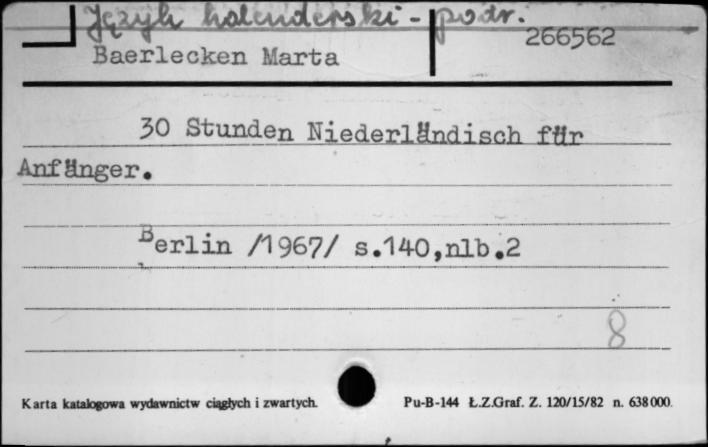 Język holenderski - podr.
266562
Baerlecken Marta
30 Stunden Niederländisch für
Anfänger.
Berlin /1967/ s.140,nlb.2
8
Karta katalogowa wydawnictw ciągłych i zwartych.
Pu-B-144 Ł.Z.Graf. Z. 120/15/82 n. 638000.